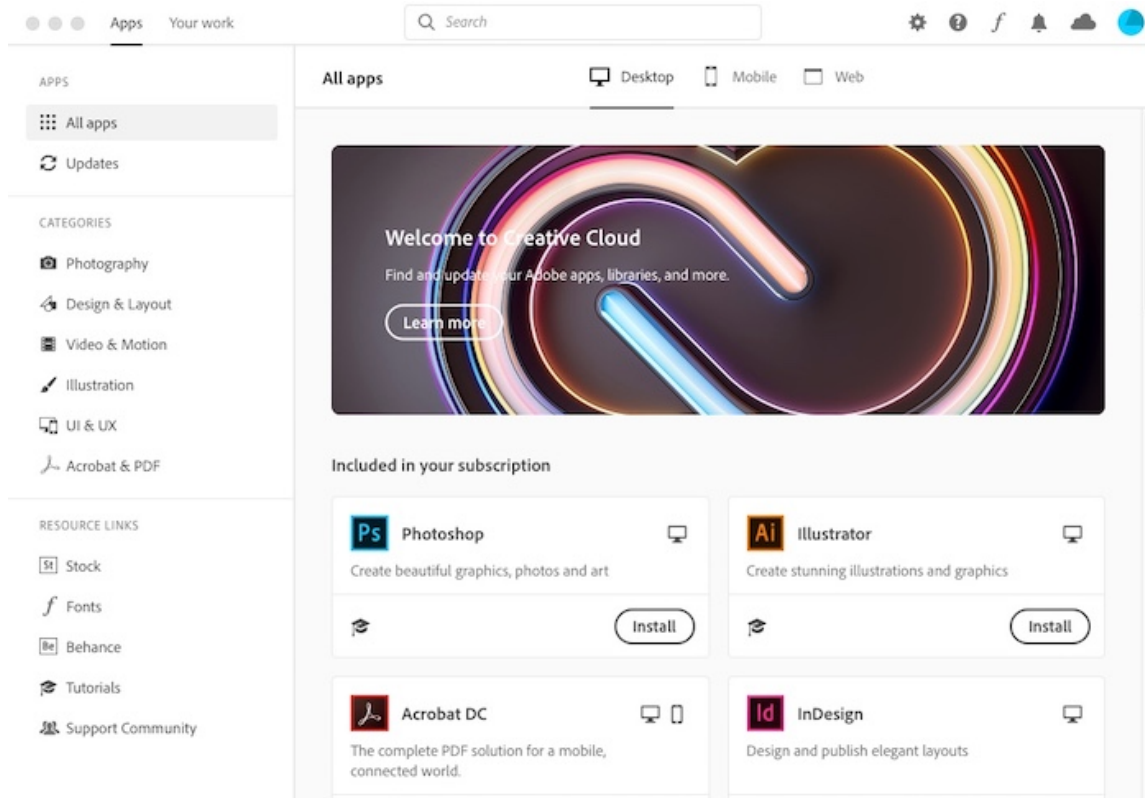 Apps Your work Search
APPS
All apps
Updates
CATEGORIES
Photography
Design & Layout
Video & Motion
Illustration
UI & UX
Acrobat & PDF
RESOURCE LINKS
St Stock
Fonts
Be Behance
Tutorials
Support Community
All apps Desktop Mobile Web
Welcome to Creative Cloud
Find and update your Adobe apps, libraries, and more.
Learn more
Included in your subscription
Ps Photoshop
Create beautiful graphics, photos and art
Install
Ai Illustrator
Create stunning illustrations and graphics
Install
Acrobat DC
The complete PDF solution for a mobile,
connected world.
Id InDesign
Design and publish elegant layouts